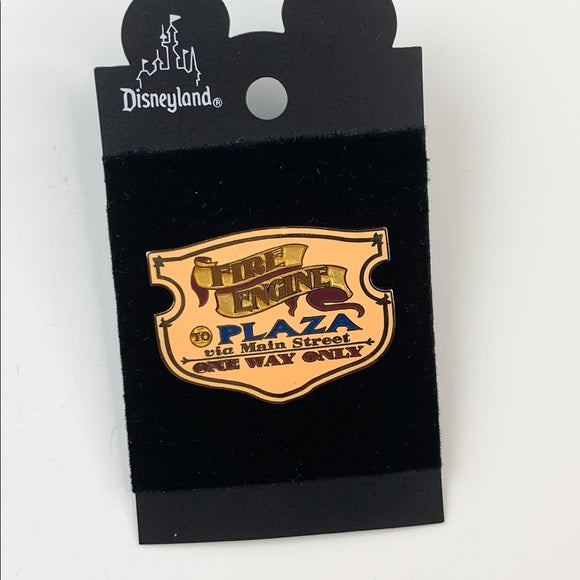 Disneyland®
FIRE
ENGINE
TO PLAZA
via Main Street
ONE WAY ONLY